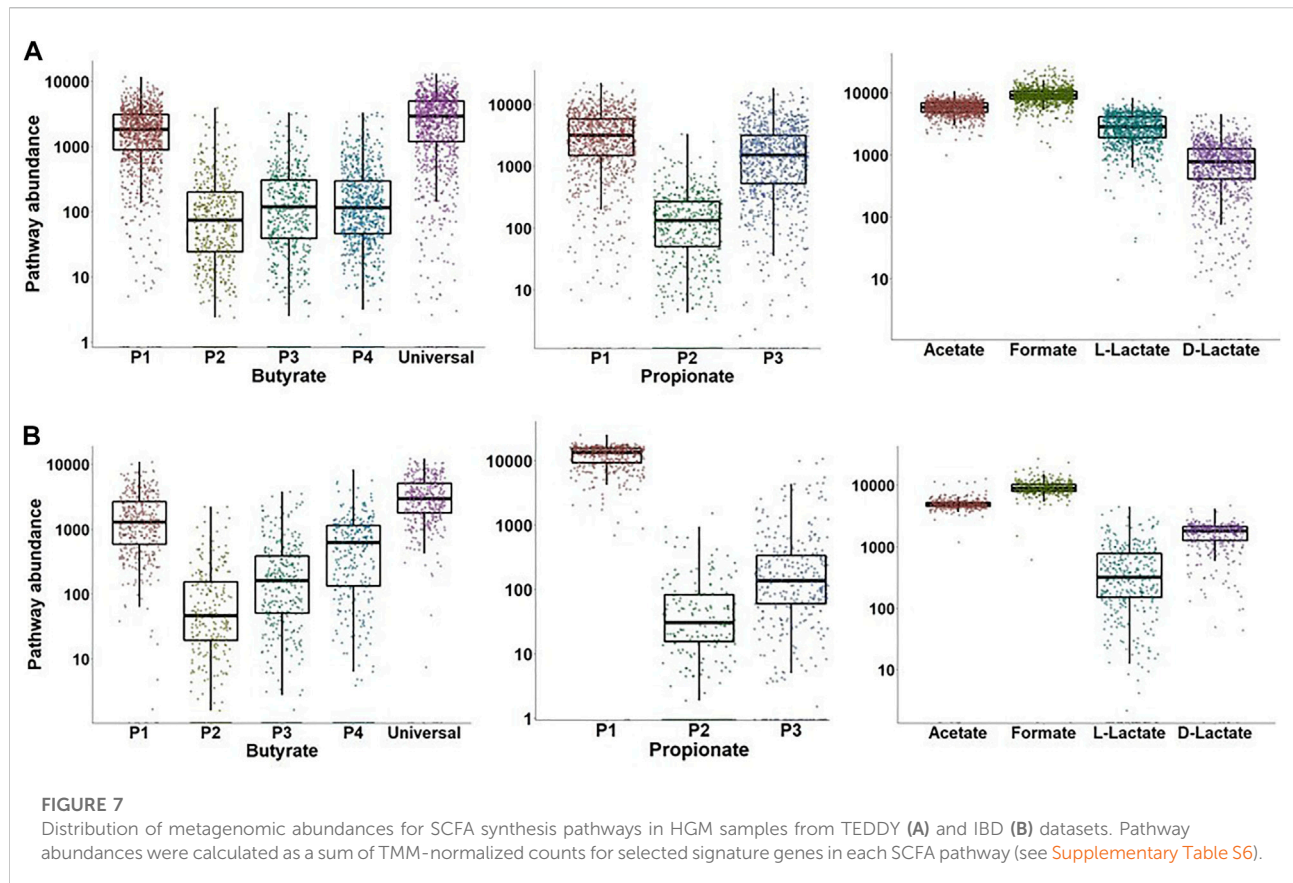 A
Pathway abundance
10000
1000
100
10
1
P1 P2 P3 P4 Universal
Butyrate
10000
1000
100
10
P1 P2 P3
Propionate
10000
1000
100
10
Acetate Formate L-Lactate D-Lactate
B
Pathway abundance
10000
1000
100
10
P1 P2 P3 P4 Universal
Butyrate
10000
1000
100
10
1
P1 P2 P3
Propionate
10000
1000
100
10
Acetate Formate L-Lactate D-Lactate
FIGURE 7
Distribution of metagenomic abundances for SCFA synthesis pathways in HGM samples from TEDDY (A) and IBD (B) datasets. Pathway
abundances were calculated as a sum of TMM-normalized counts for selected signature genes in each SCFA pathway (see Supplementary Table S6).